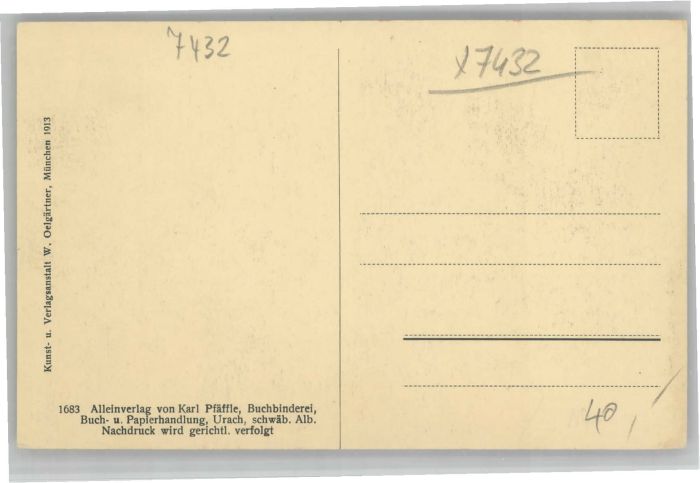 7432
x7432
Kunst- u. Verlagsanstalt W. Oelgärtner, München 1913
1683 Alleinverlag von Karl Pfäffle, Buchbinderei,
Buch- u. Papierhandlung, Urach, schwäb. Alb.
Nachdruck wird gerichtl. verfolgt
40,-